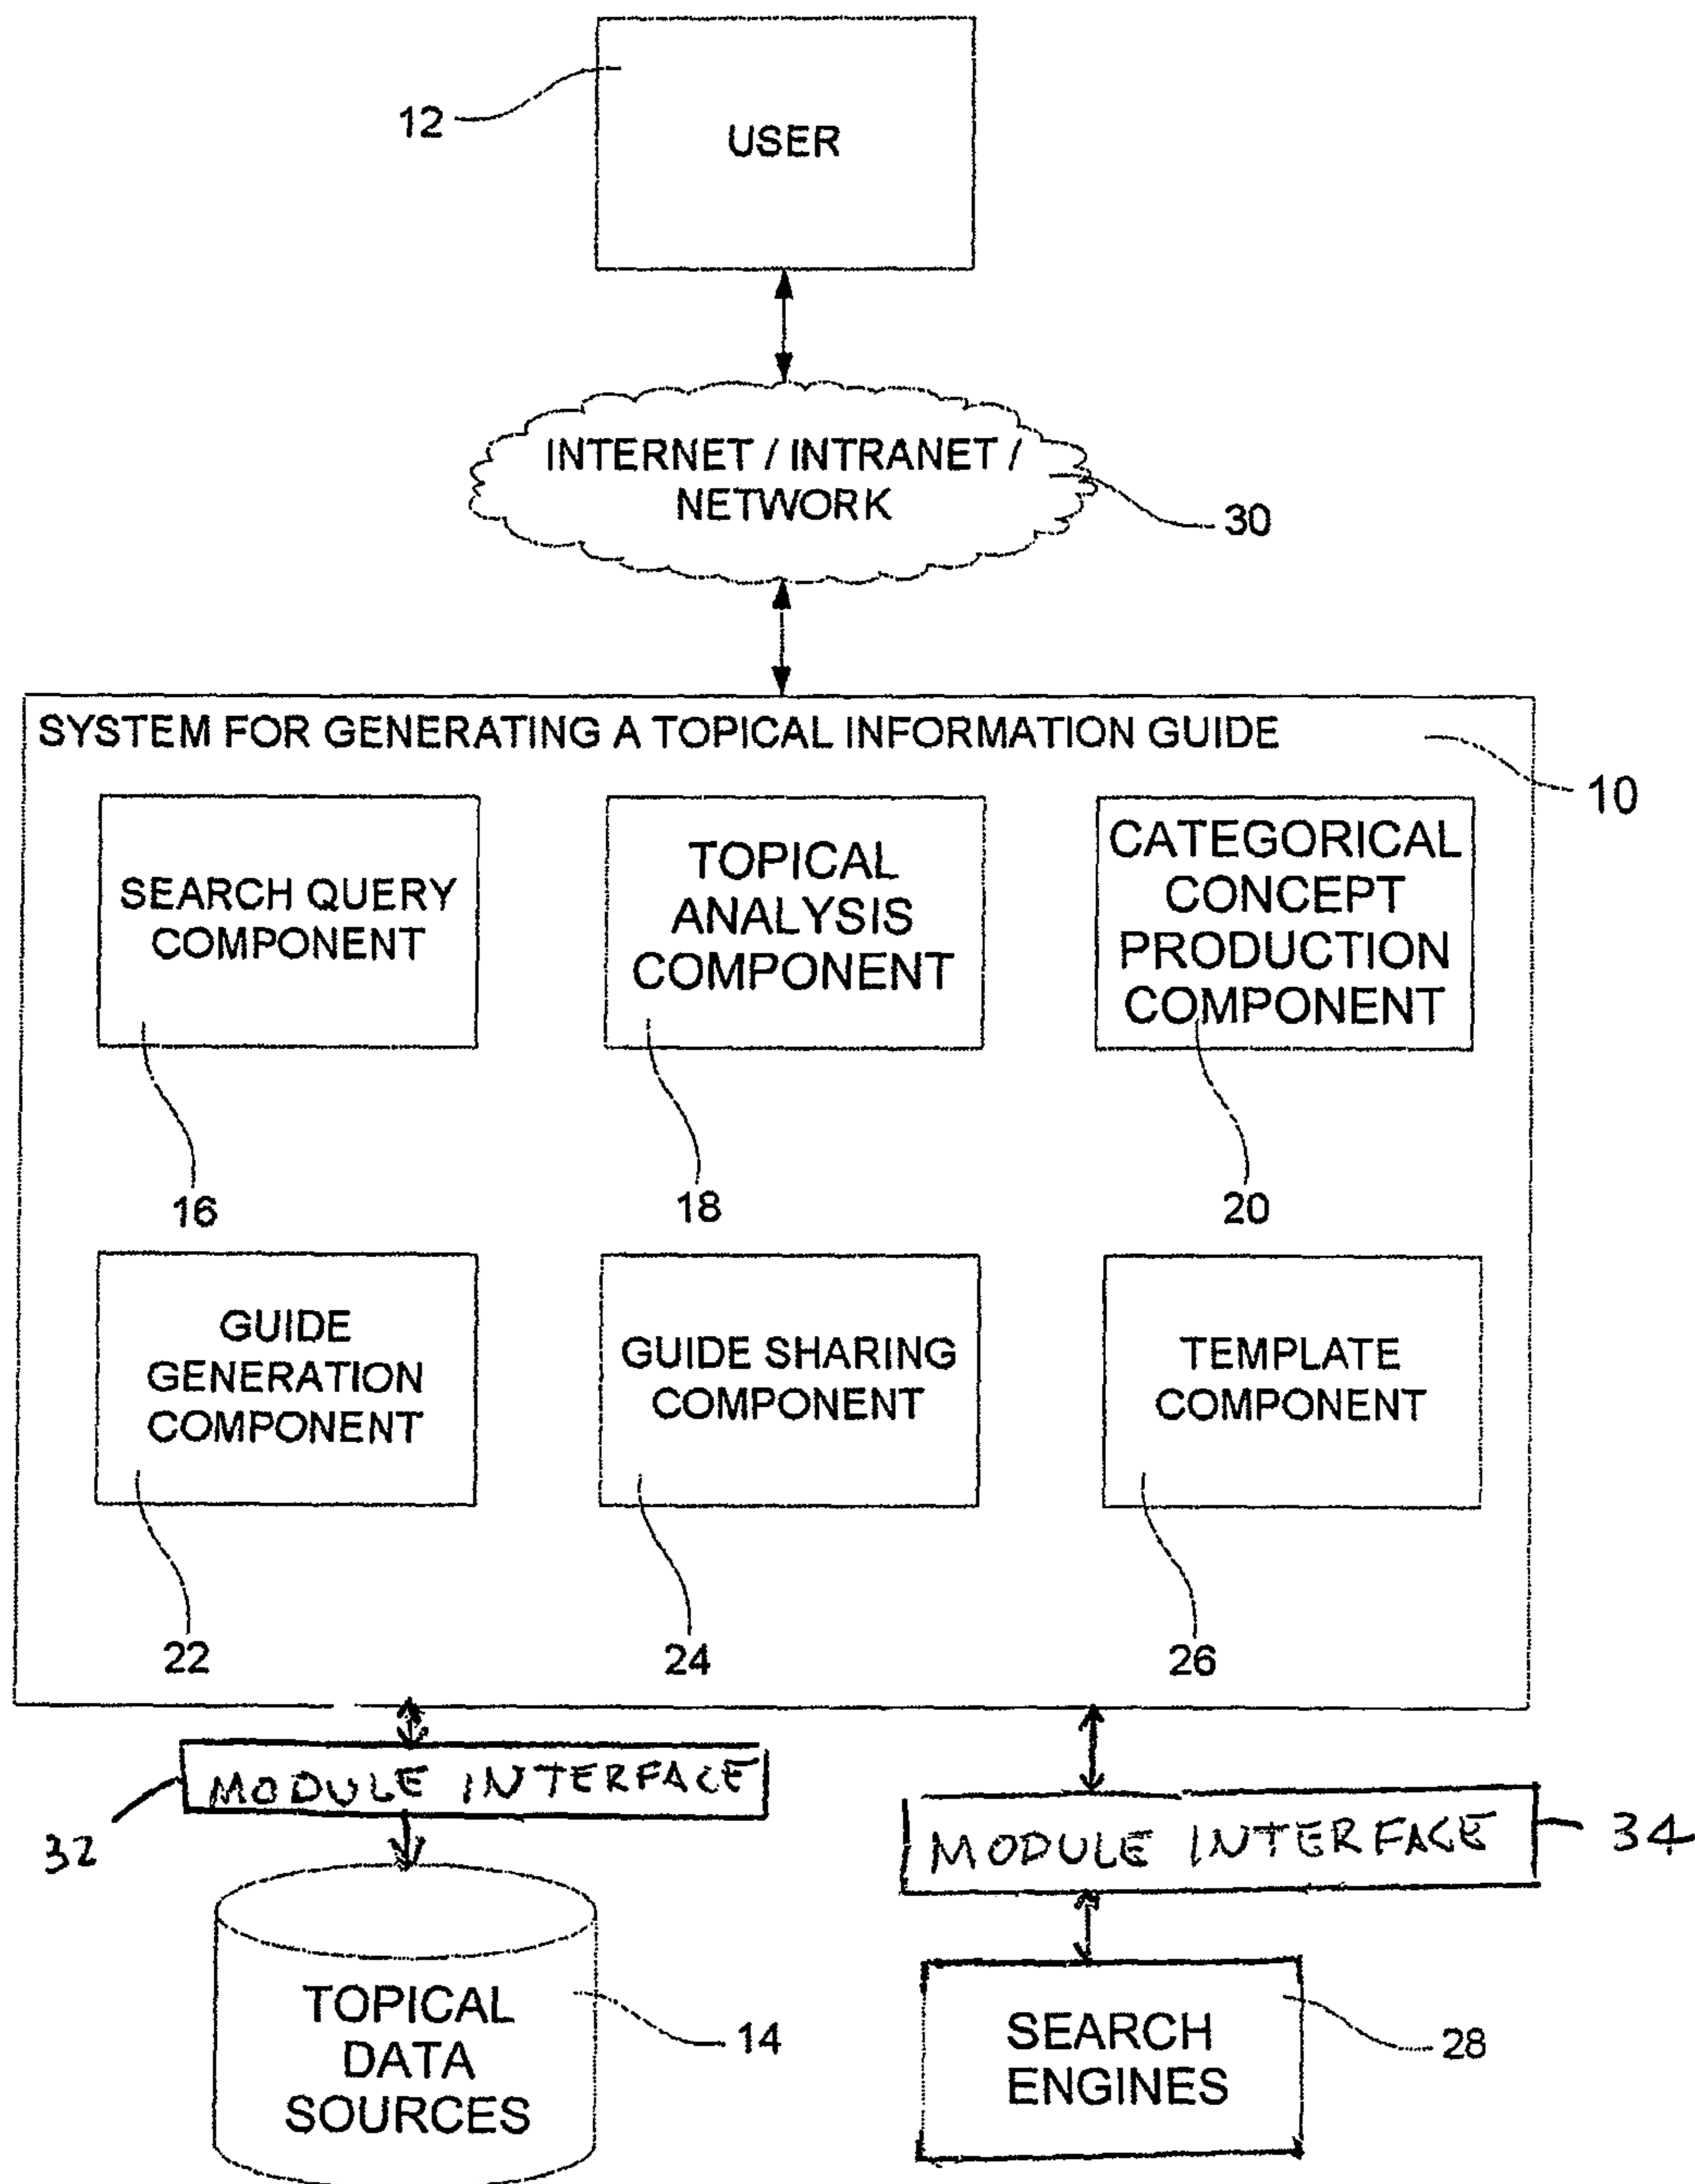 12
USER
INTERNET / INTRANET /
NETWORK
30
SYSTEM FOR GENERATING A TOPICAL INFORMATION GUIDE
10
SEARCH QUERY
COMPONENT
16
TOPICAL
ANALYSIS
COMPONENT
18
CATEGORICAL
CONCEPT
PRODUCTION
COMPONENT
20
GUIDE
GENERATION
COMPONENT
22
GUIDE SHARING
COMPONENT
24
TEMPLATE
COMPONENT
26
MODULE INTERFACE
32
MODULE INTERFACE
34
TOPICAL
DATA
SOURCES
14
SEARCH
ENGINES
28